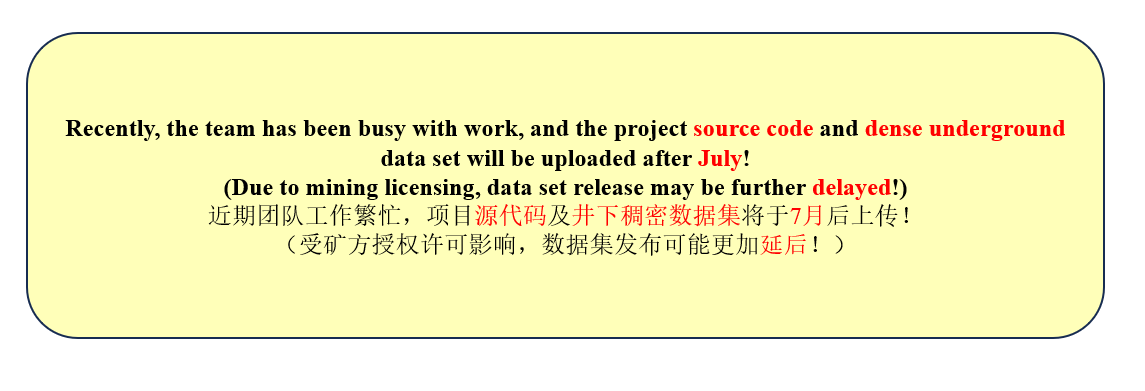 Recently, the team has been busy with work, and the project source code and dense underground
data set will be uploaded after July!
(Due to mining licensing, data set release may be further delayed!)
近期团队工作繁忙，项目源代码及井下稠密数据集将于7月后上传！
（受矿方授权许可影响，数据集发布可能更加延后！）